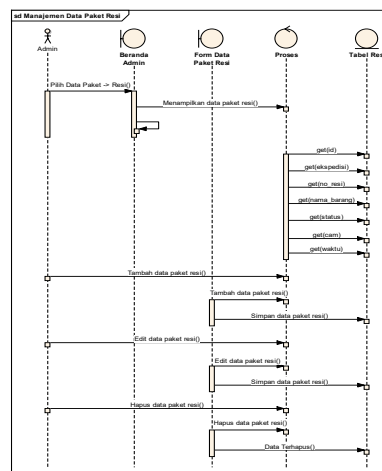 sd Manajemen Data Paket Resi
Admin
Beranda
Admin
Form Data
Paket Resi
Proses
Tabel Resi
Pilih Data Paket -> Resi()
Menampilkan data paket resi()
get(id)
get(ekspedisi)
get(no_resi)
get(nama_barang)
get(status)
get(cam)
get(waktu)
Tambah data paket resi()
Tambah data paket resi()
Simpan data paket resi()
Edit data paket resi()
Edit data paket resi()
Simpan data paket resi()
Hapus data paket resi()
Hapus data paket resi()
Data Terhapus()